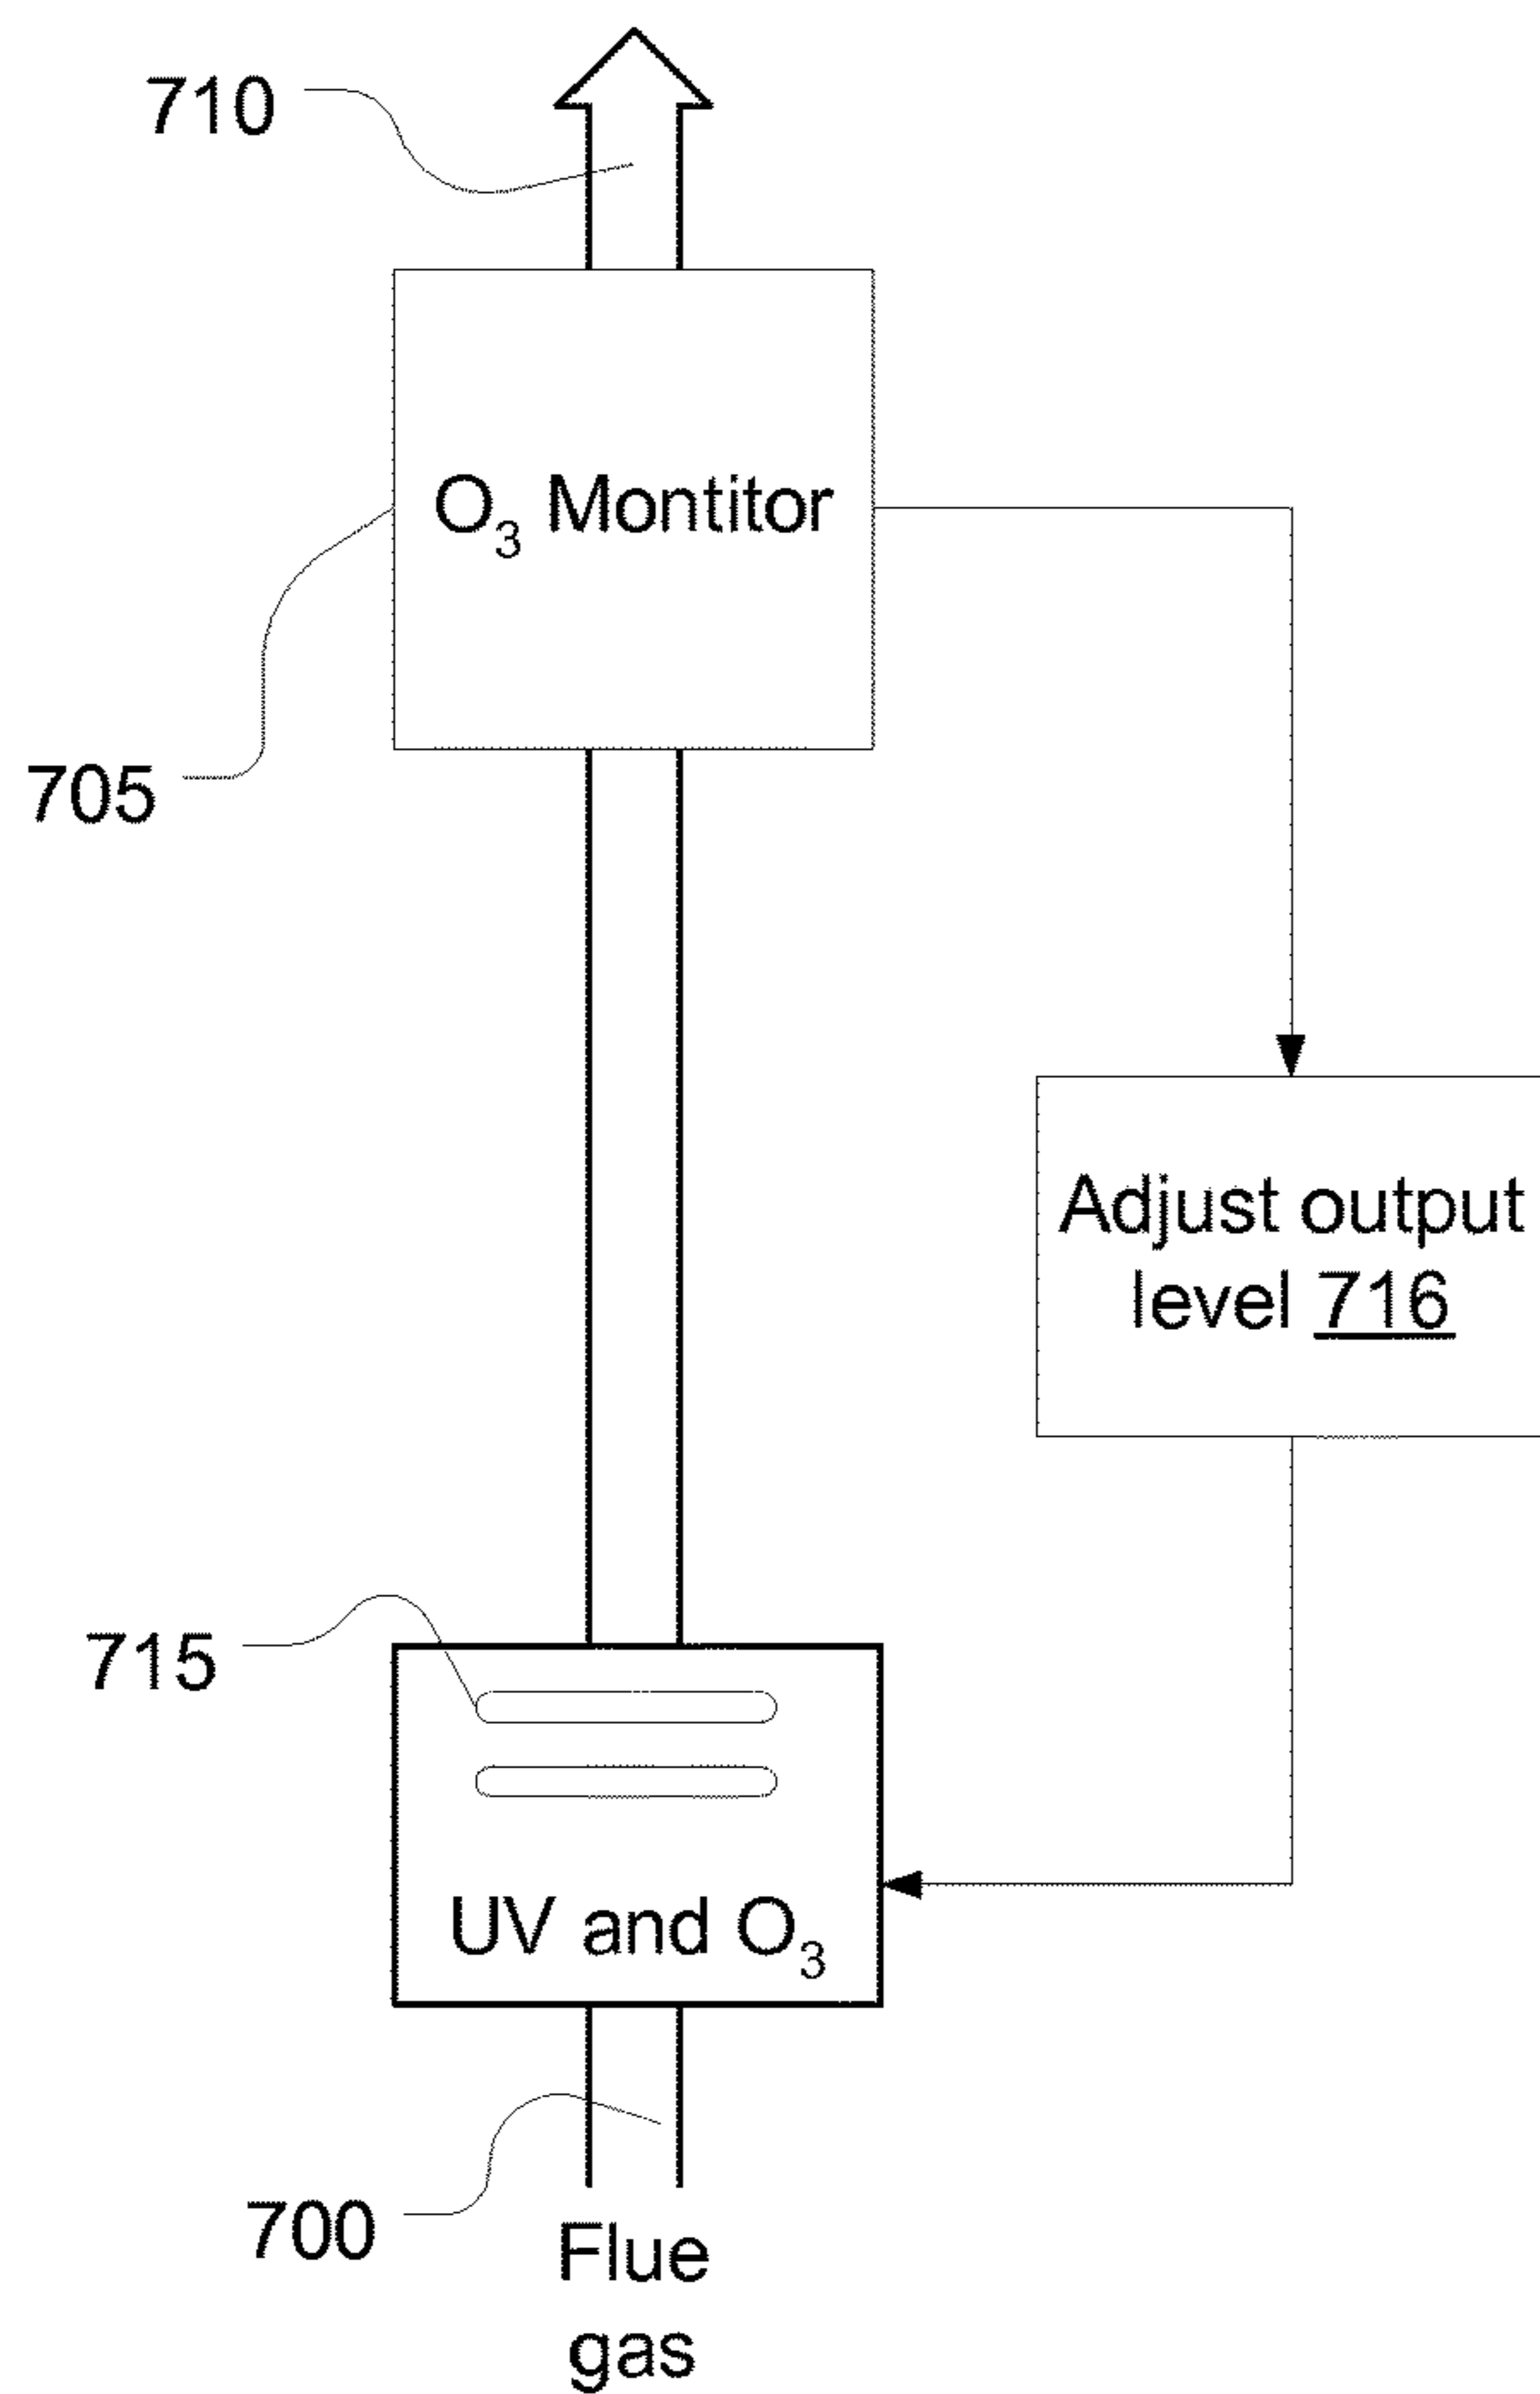 710
O₃ Montitor
705
Adjust output
level 716
715
UV and O₃
700
Flue
gas